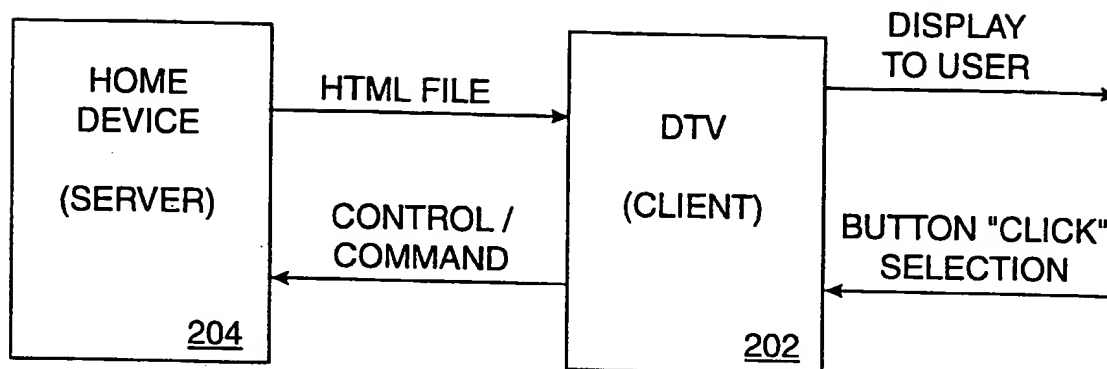 HOME
DEVICE
(SERVER)
204
HTML FILE
CONTROL /
COMMAND
DTV
(CLIENT)
202
DISPLAY
TO USER
BUTTON "CLICK"
SELECTION